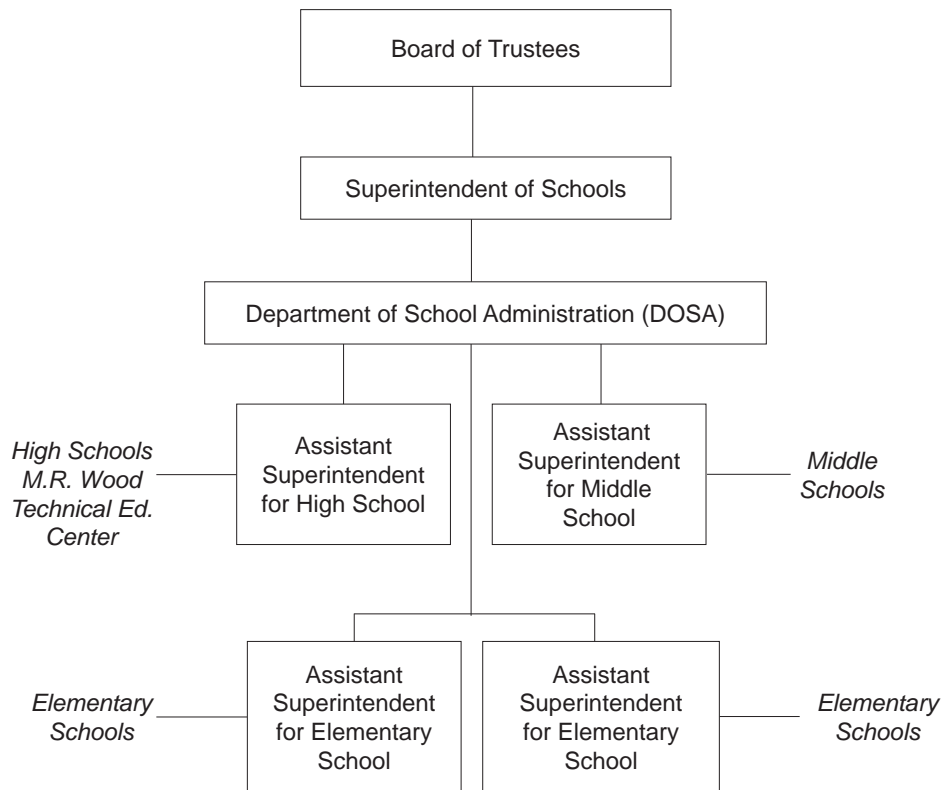 Board of Trustees
Superintendent of Schools
Department of School Administration (DOSA)
High Schools
M.R. Wood
Technical Ed.
Center
Assistant
Superintendent
for High School
Assistant
Superintendent
for Middle
School
Middle
Schools
Elementary
Schools
Assistant
Superintendent
for Elementary
School
Assistant
Superintendent
for Elementary
School
Elementary
Schools